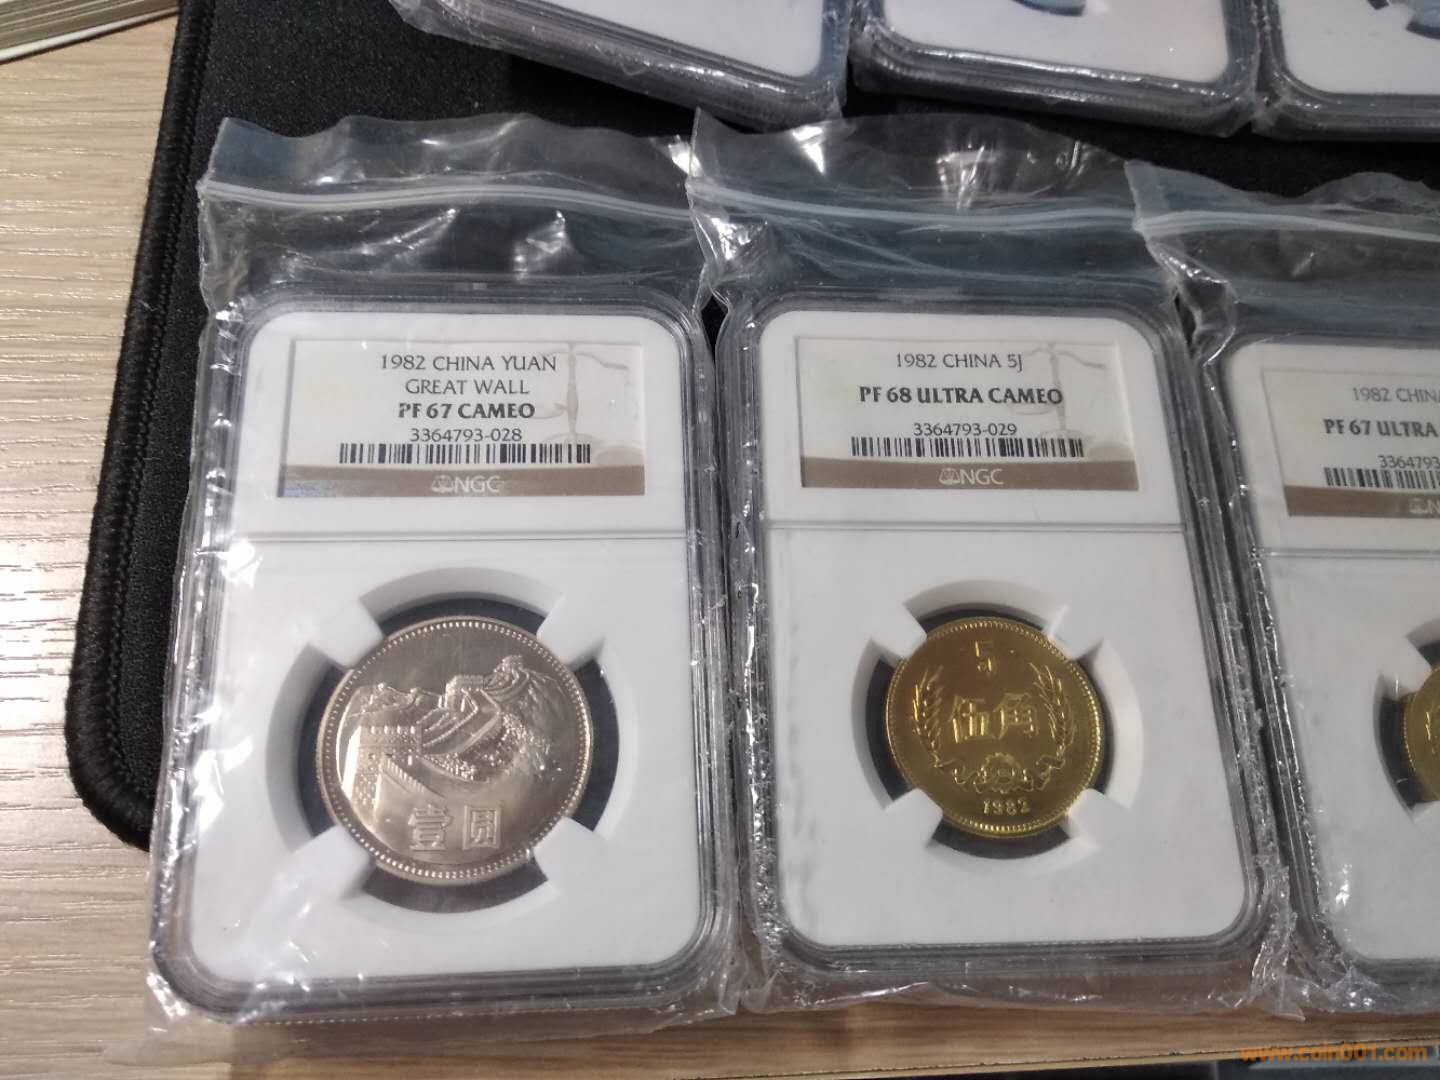 1982 CHINA YUAN
GREAT WALL
PF 67 CAMEO
3364793-028
NGC
壹圆
1982 CHINA 5J
PF 68 ULTRA CAMEO
3364793-029
NGC
5
伍角
1982
1982 CHINA
PF 67 ULTRA
3364793
www.coin001.com